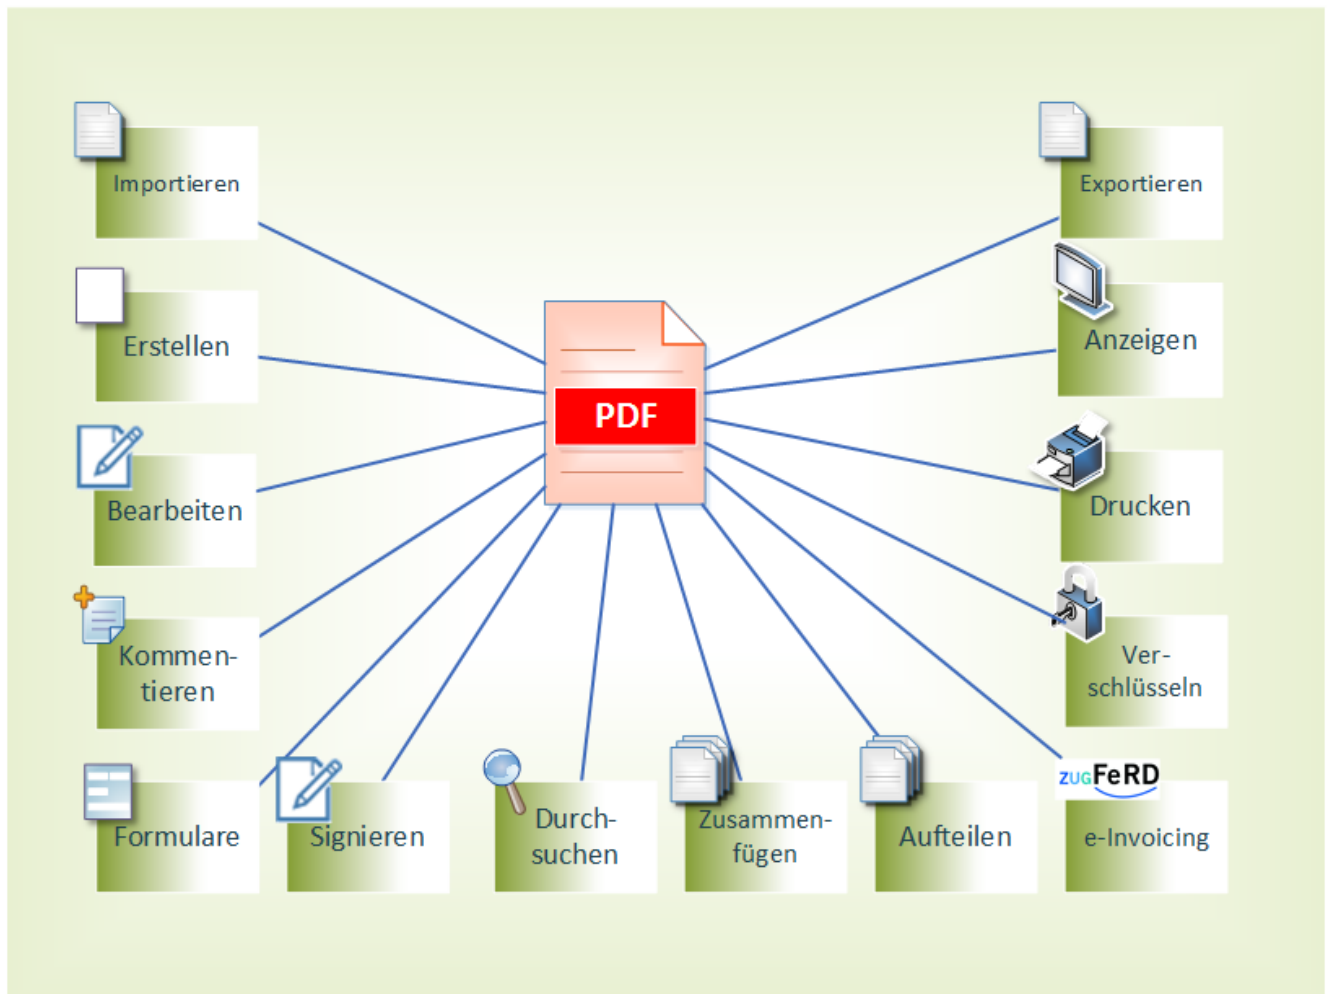 Importieren
Exportieren
Erstellen
Anzeigen
PDF
Bearbeiten
Drucken
Kommen-
tieren
Ver-
schlüsseln
ZUGFeRD
Formulare
Signieren
Durch-
suchen
Zusammen-
fügen
Aufteilen
e-Invoicing